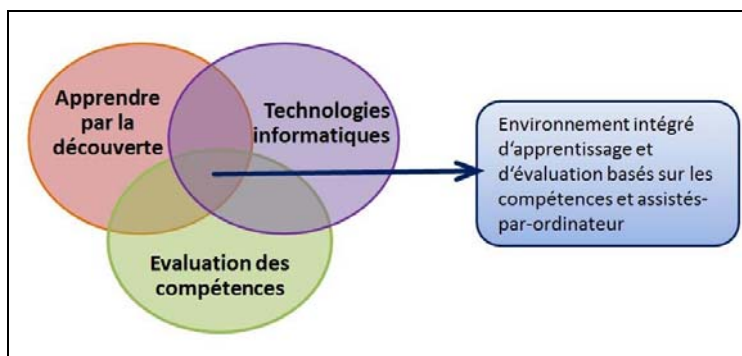 Apprendre
par la
découverte
Technologies
informatiques
Evaluation des
compétences
Environnement intégré
d'apprentissage et
d'évaluation basés sur les
compétences et assistés-
par-ordinateur